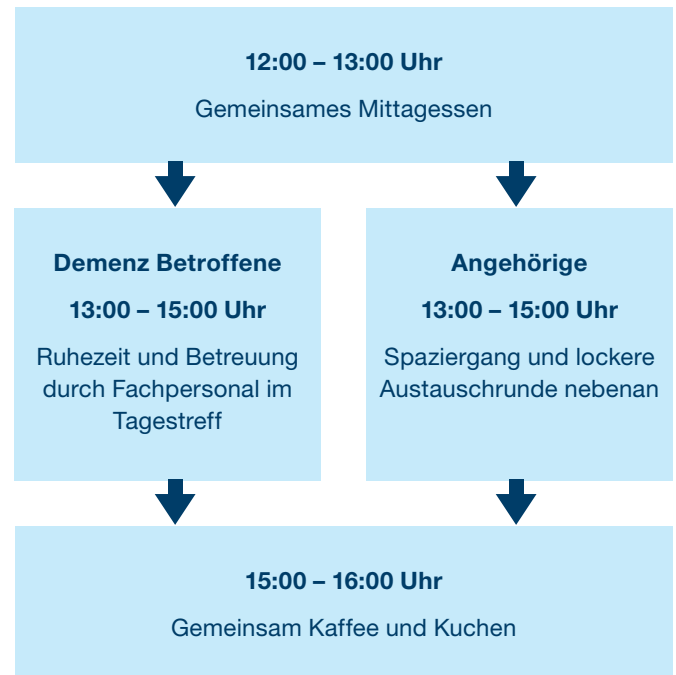 12:00 – 13:00 Uhr
Gemeinsames Mittagessen
Demenz Betroffene
13:00 – 15:00 Uhr
Ruhezeit und Betreuung
durch Fachpersonal im
Tagestreff
Angehörige
13:00 – 15:00 Uhr
Spaziergang und lockere
Austauschrunde nebenan
15:00 – 16:00 Uhr
Gemeinsam Kaffee und Kuchen